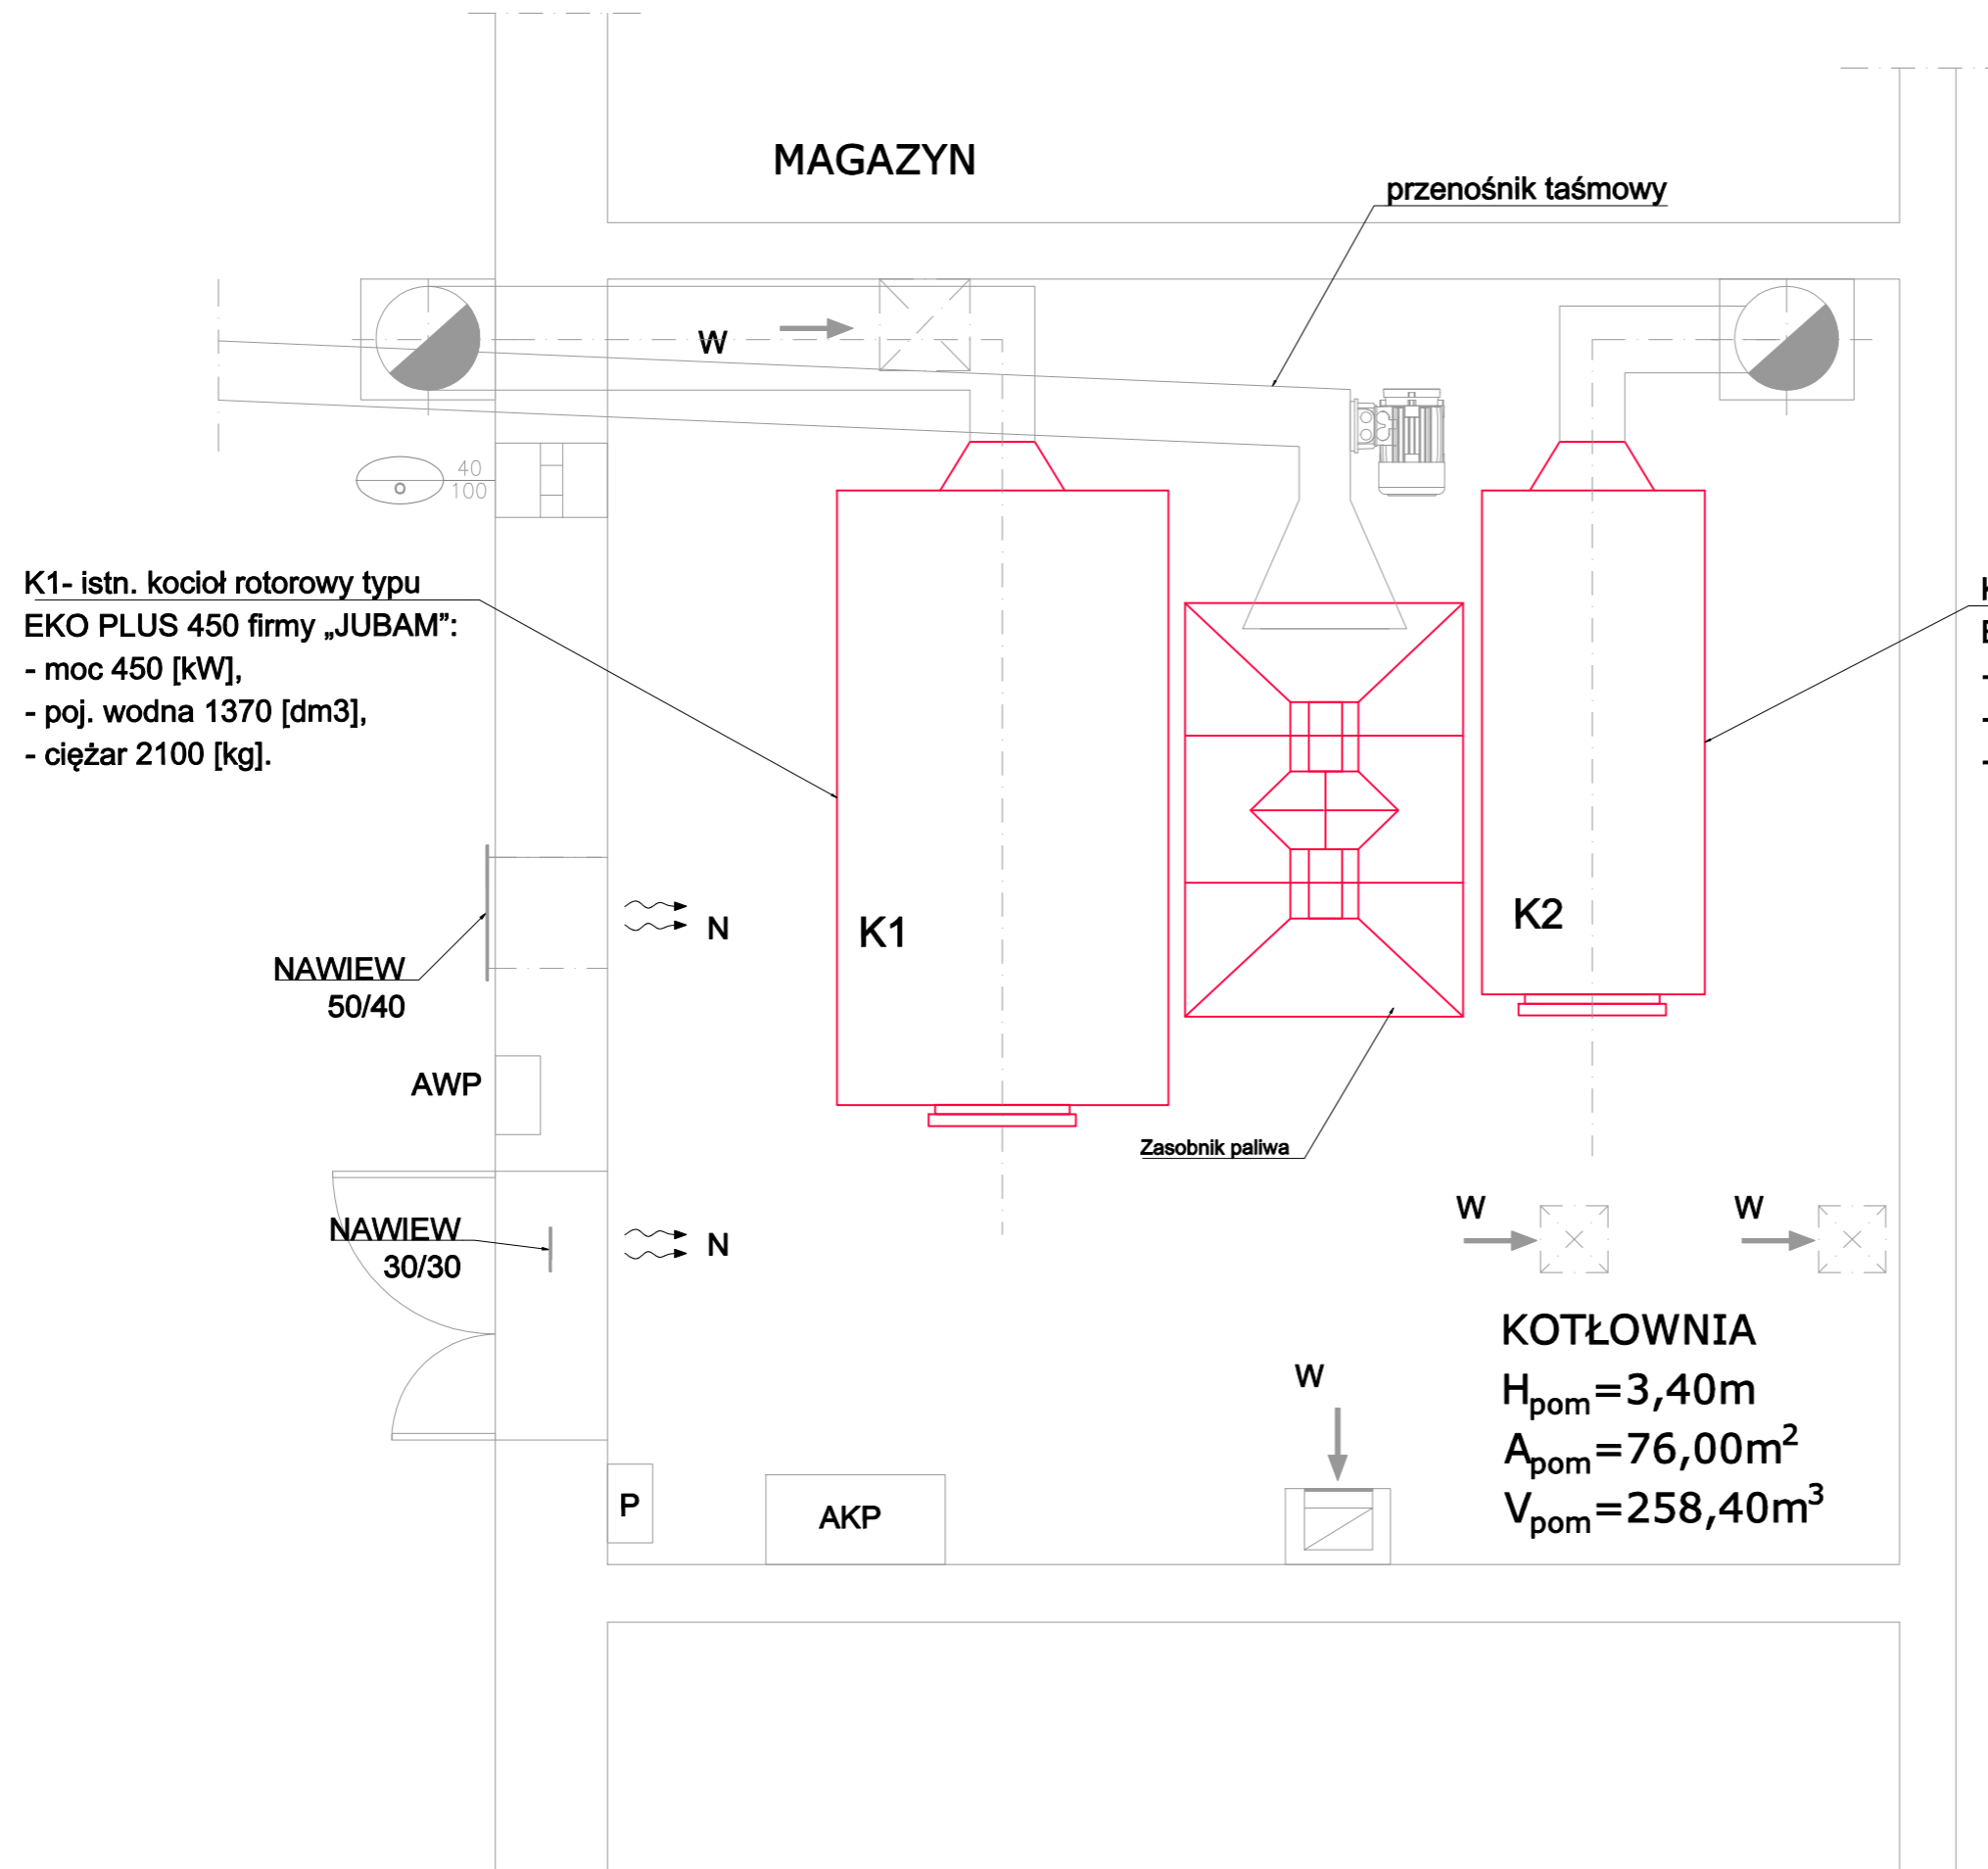 MAGAZYN
przenośnik taśmowy
W
40
100
K1- istn. kocioł rotorowy typu
EKO PLUS 450 firmy „JUBAM”:
- moc 450 [kW],
- poj. wodna 1370 [dm3],
- ciężar 2100 [kg].
K1
K2
N
NAWIEW
50/40
AWP
Zasobnik paliwa
NAWIEW
30/30
N
W
W
KOTŁOWNIA
Hpom=3,40m
Apom=76,00m²
Vpom=258,40m³
W
P
AKP